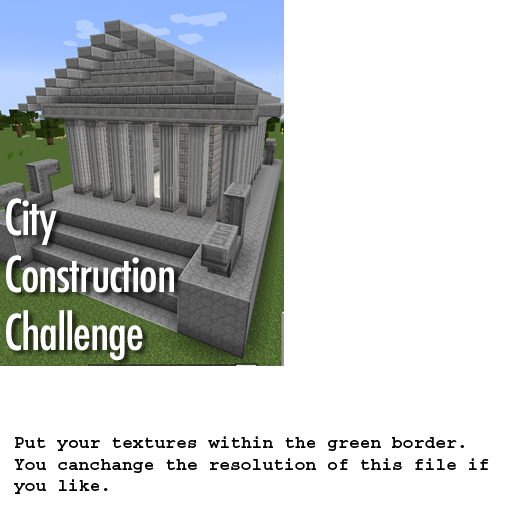 City
Construction
Challenge
Put your textures within the green border.
You canchange the resolution of this file if
you like.